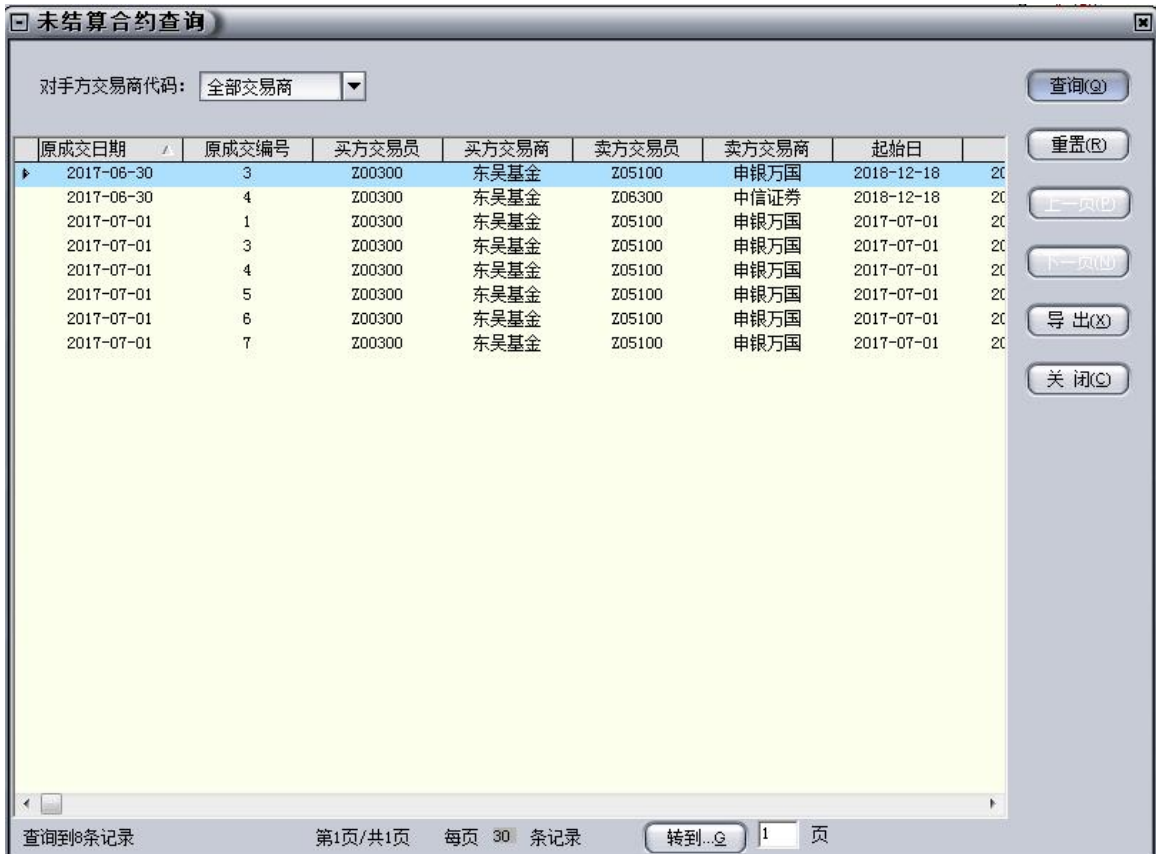 未结算合约查询
对手方交易商代码： 全部交易商 查询(Q)
重置(R)
原成交日期 原成交编号 买方交易员 买方交易商 卖方交易员 卖方交易商 起始日
2017-06-30 3 Z00300 东吴基金 Z05100 申银万国 2018-12-18 20
2017-06-30 4 Z00300 东吴基金 Z06300 中信证券 2018-12-18 20
上一页(P)
2017-07-01 1 Z00300 东吴基金 Z05100 申银万国 2017-07-01 20
2017-07-01 3 Z00300 东吴基金 Z05100 申银万国 2017-07-01 20
2017-07-01 4 Z00300 东吴基金 Z05100 申银万国 2017-07-01 20
下一页(N)
2017-07-01 5 Z00300 东吴基金 Z05100 申银万国 2017-07-01 20
2017-07-01 6 Z00300 东吴基金 Z05100 申银万国 2017-07-01 20
导 出(X)
2017-07-01 7 Z00300 东吴基金 Z05100 申银万国 2017-07-01 20
关 闭(C)
查询到8条记录 第1页/共1页 每页 30 条记录 转到...G 1 页